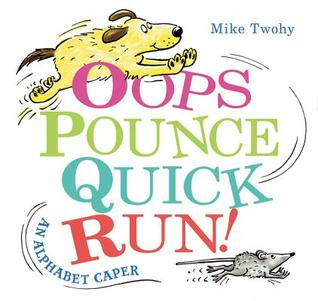 Mike Twohy
OOPS
POUNCE
QUICK
RUN!
AN ALPHABET CAPER